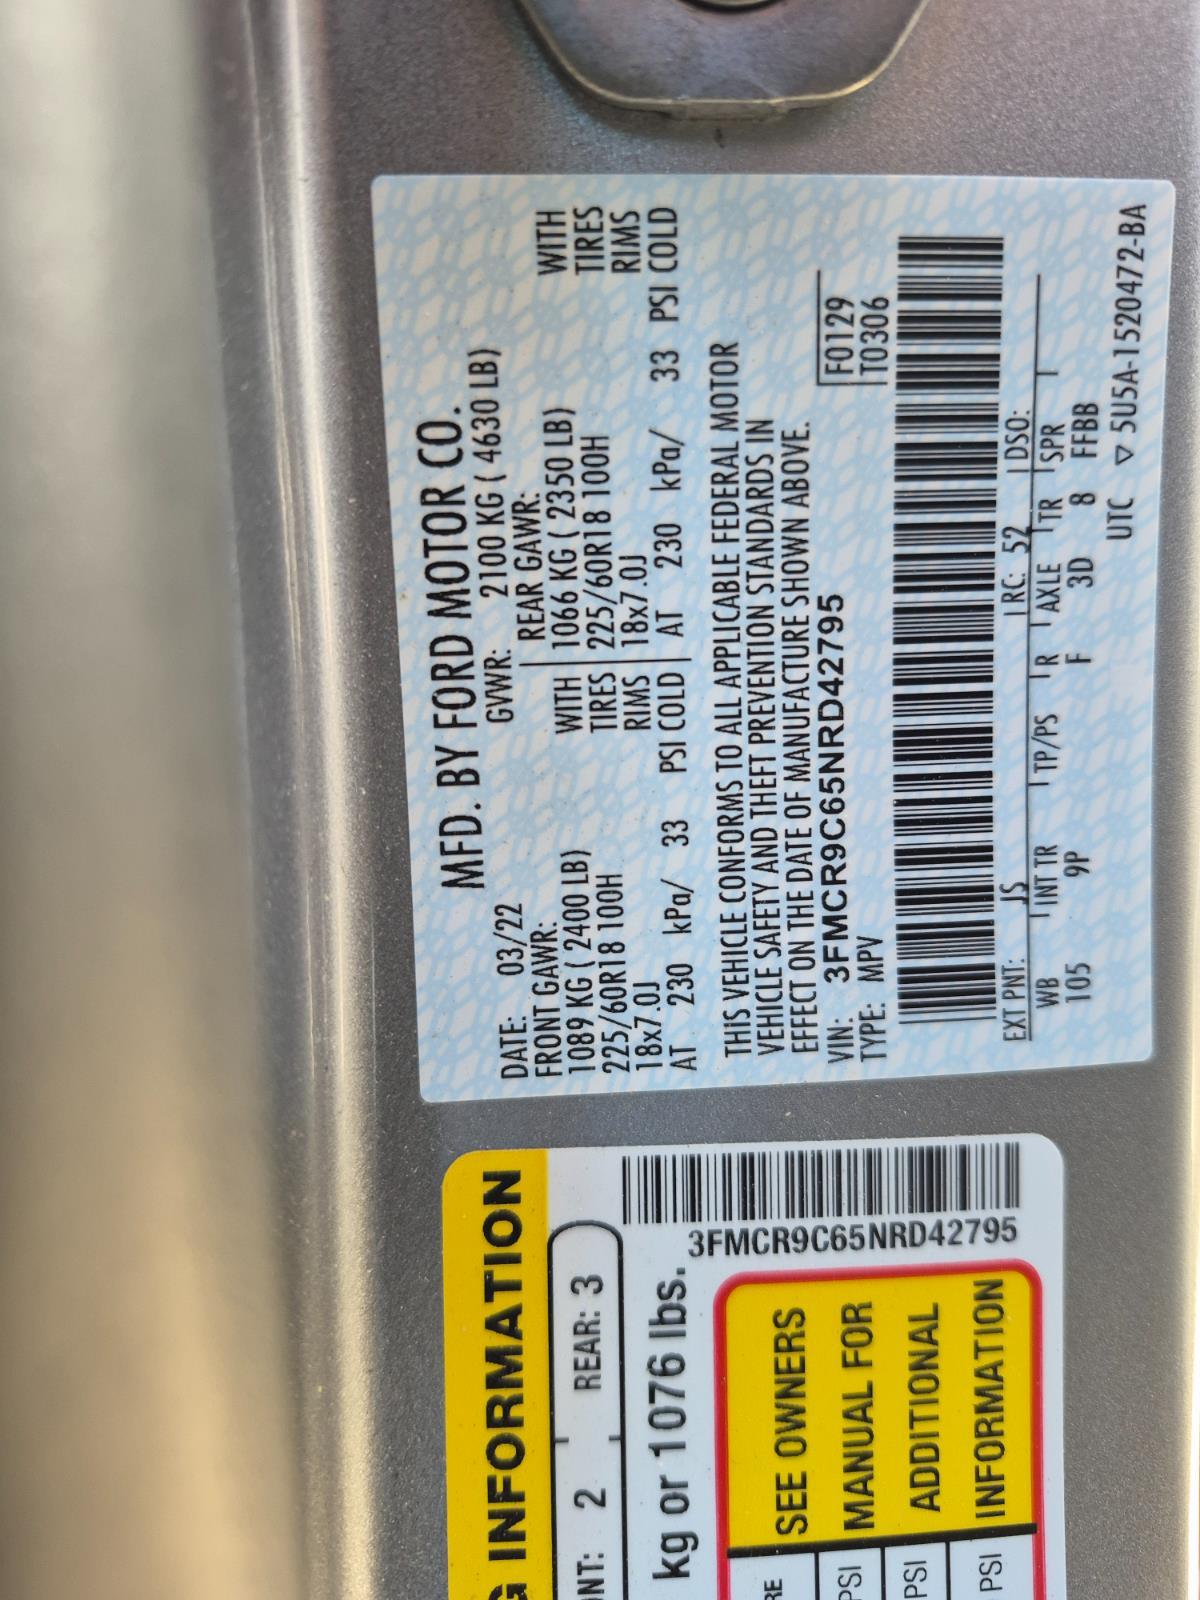 MFD. BY FORD MOTOR CO.
DATE: 03/22 GVWR: 2100 KG ( 4630 LB)
FRONT GAWR: REAR GAWR:
1089 KG ( 2400 LB) WITH 1066 KG ( 2350 LB) WITH
225/60R18 100H TIRES 225/60R18 100H TIRES
18x7.0J RIMS 18x7.0J RIMS
AT 230 kPa/ 33 PSI COLD AT 230 kPa/ 33 PSI COLD
THIS VEHICLE CONFORMS TO ALL APPLICABLE FEDERAL MOTOR
VEHICLE SAFETY AND THEFT PREVENTION STANDARDS IN
EFFECT ON THE DATE OF MANUFACTURE SHOWN ABOVE.
VIN: 3FMCR9C65NRD42795 F0129
TYPE: MPV T0306
EXT PNT: JS RC: 52 DSO:
WB INT TR TP/PS R AXLE TR SPR
105 9P F 3D 8 FFBB
UTC ▽ 5U5A-1520472-BA
INFORMATION
REAR: 3
2
kg or 1076 lbs.
3FMCR9C65NRD42795
SEE OWNERS
MANUAL FOR
ADDITIONAL
INFORMATION
PSI
PSI
PSI